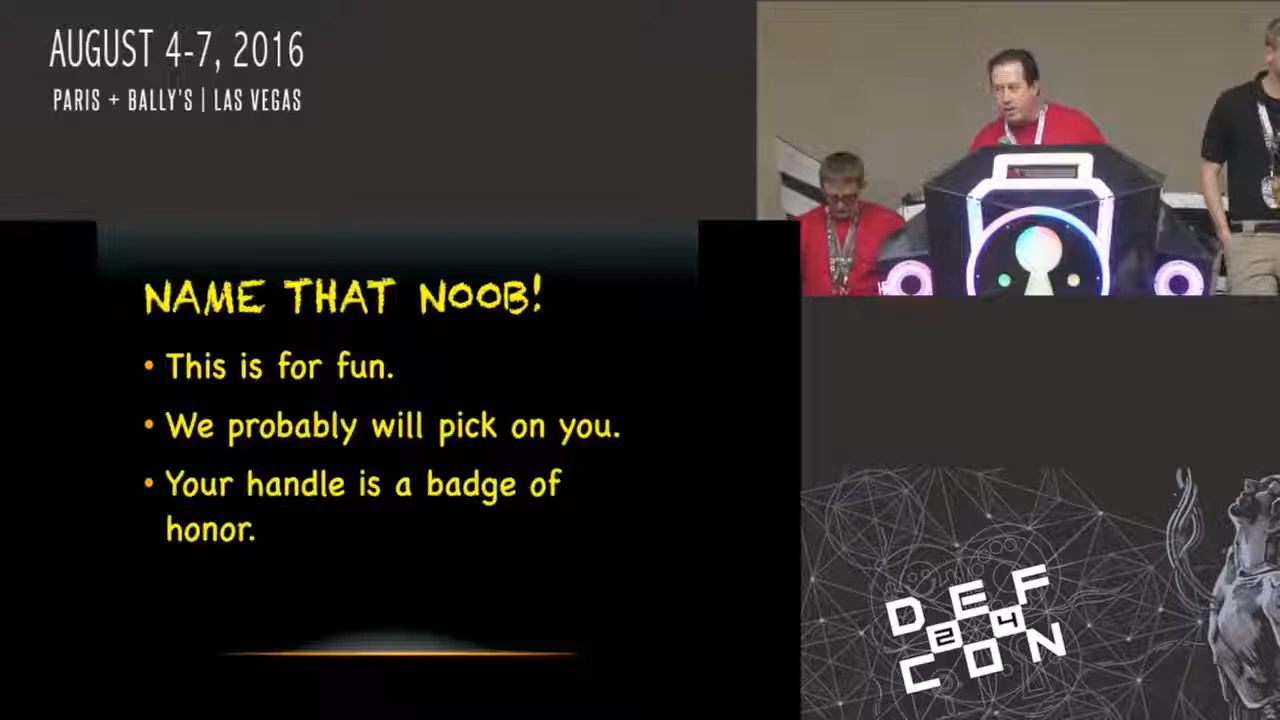 AUGUST 4-7, 2016
PARIS + BALLY'S | LAS VEGAS
NAME THAT NOOB!
• This is for fun.
• We probably will pick on you.
• Your handle is a badge of
honor.
DEF
24
CON